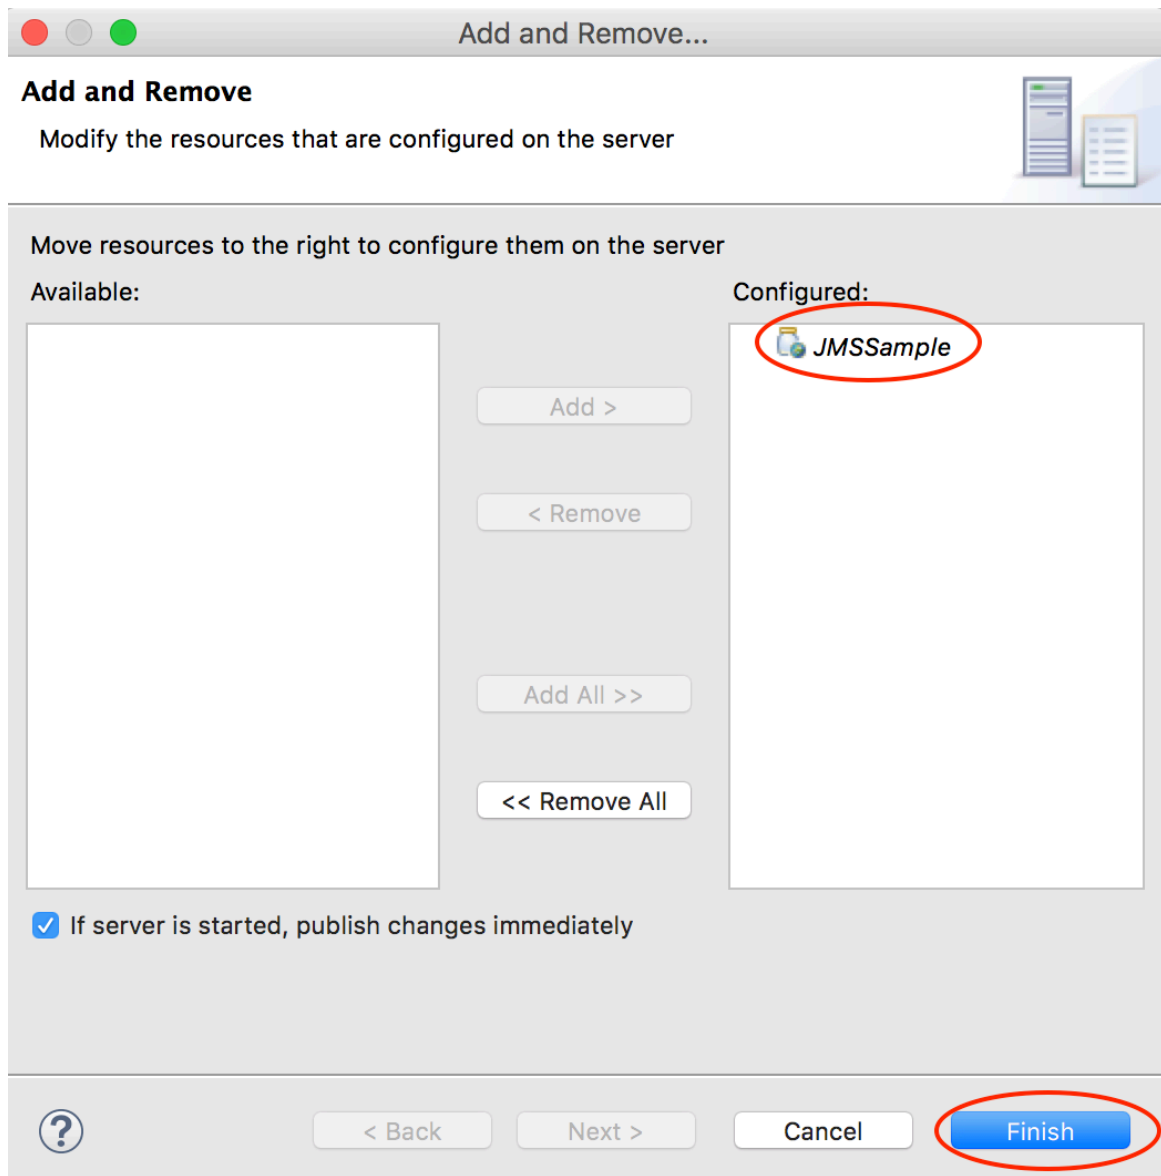 Add and Remove...
Add and Remove
Modify the resources that are configured on the server
Move resources to the right to configure them on the server
Available:
Configured:
JMSSample
Add >
< Remove
Add All >>
<< Remove All
If server is started, publish changes immediately
?
< Back
Next >
Cancel
Finish